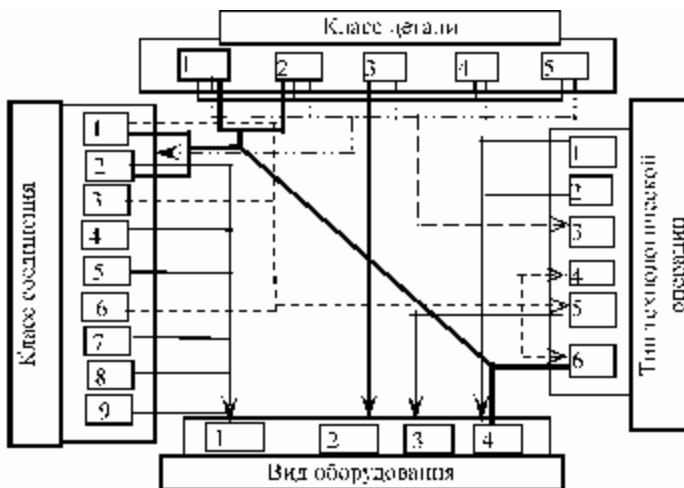 Класс детали
1 2 3 4 5
Класс соединения
1
2
3
4
5
6
7
8
9
Тип технологической операции
1
2
3
4
5
6
1 2 3 4
Вид оборудования